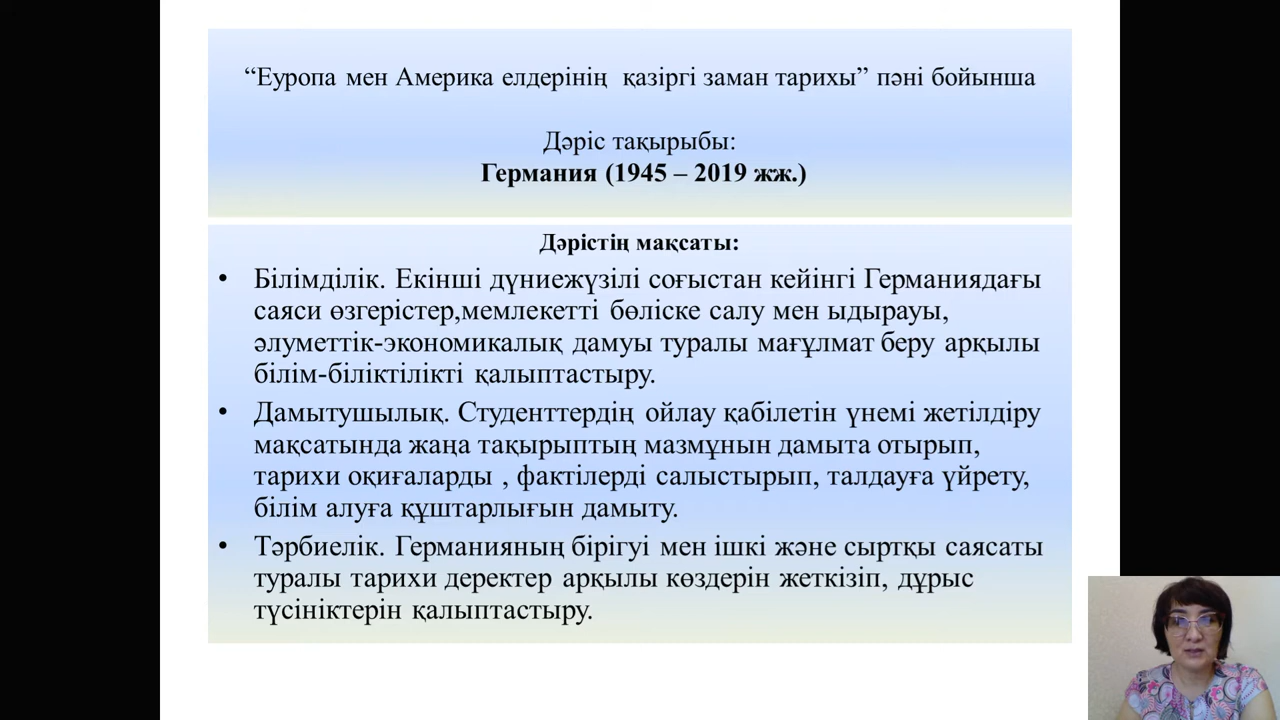 “Еуропа мен Америка елдерінің қазіргі заман тарихы” пәні бойынша
Дәріс тақырыбы:
Германия (1945 – 2019 жж.)
Дәрістің мақсаты:
• Білімділік. Екінші дүниежүзілі соғыстан кейінгі Германиядағы
саяси өзгерістер,мемлекетті бөліске салу мен ыдырауы,
әлуметтік-экономикалық дамуы туралы мағұлмат беру арқылы
білім-біліктілікті қалыптастыру.
• Дамытушылық. Студенттердің ойлау қабілетін үнемі жетілдіру
мақсатында жаңа тақырыптың мазмұнын дамыта отырып,
тарихи оқиғаларды , фактілерді салыстырып, талдауға үйрету,
білім алуға құштарлығын дамыту.
• Тәрбиелік. Германияның бірігуі мен ішкі және сыртқы саясаты
туралы тарихи деректер арқылы көздерін жеткізіп, дұрыс
түсініктерін қалыптастыру.